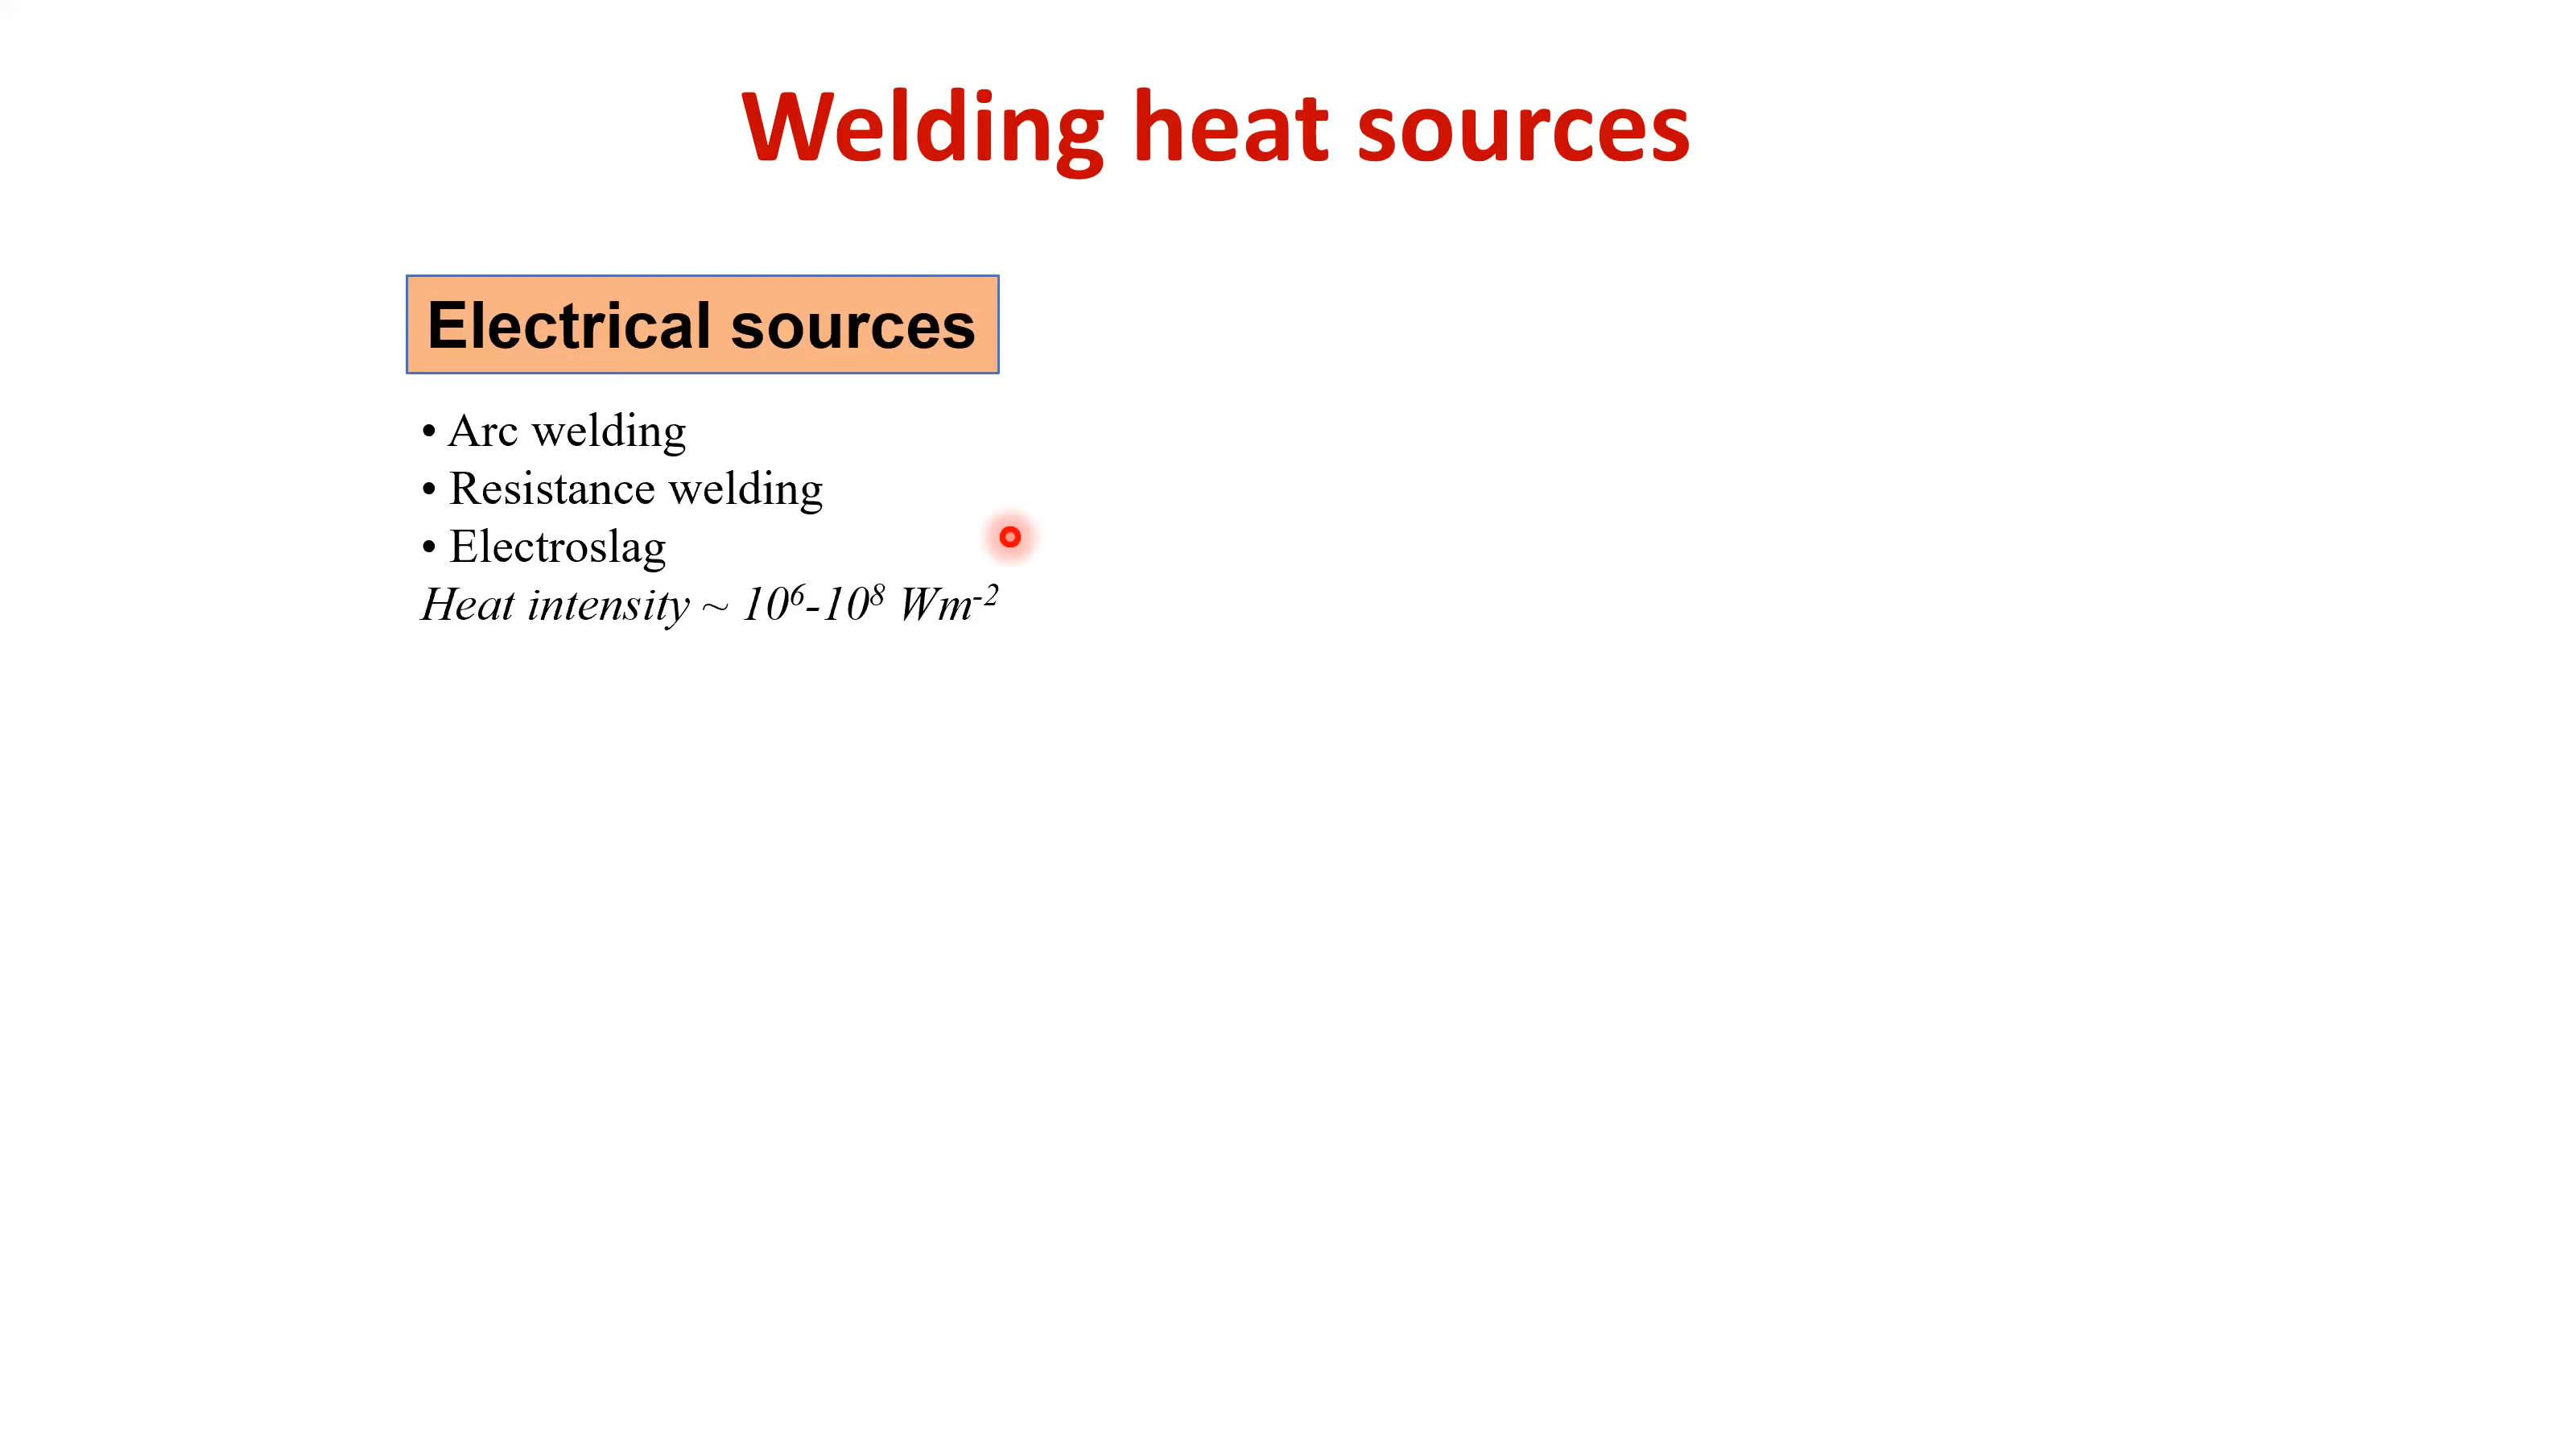 Welding heat sources
Electrical sources
• Arc welding
• Resistance welding
• Electroslag
Heat intensity ~ 10⁶-10⁸ Wm⁻²